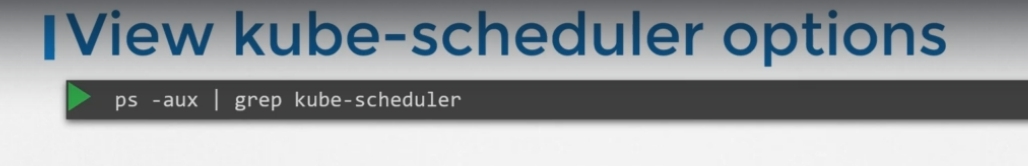 View kube-scheduler options
ps -aux | grep kube-scheduler